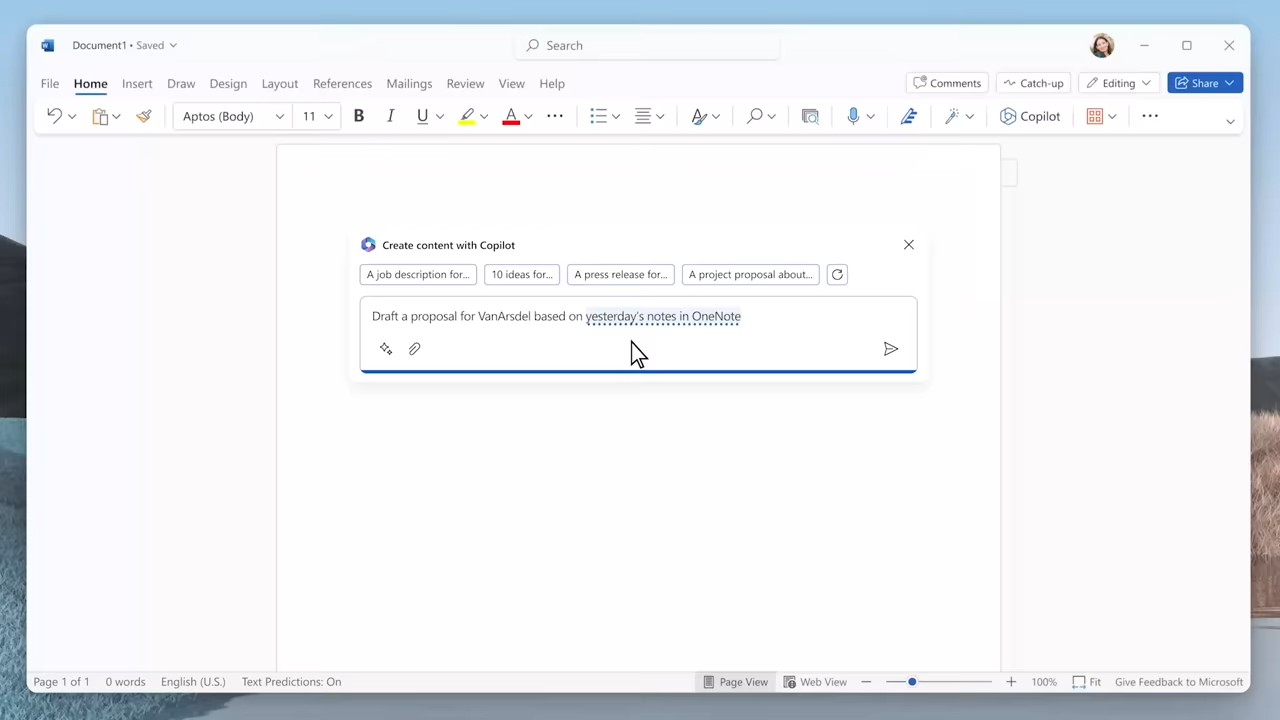 Document1 • Saved
Search
File Home Insert Draw Design Layout References Mailings Review View Help
Comments Catch-up Editing Share
Aptos (Body) 11 B I U A Copilot
Create content with Copilot
A job description for... 10 ideas for... A press release for... A project proposal about...
Draft a proposal for VanArsdel based on yesterday's notes in OneNote
Page 1 of 1 0 words English (U.S.) Text Predictions: On Page View Web View 100% Fit Give Feedback to Microsoft